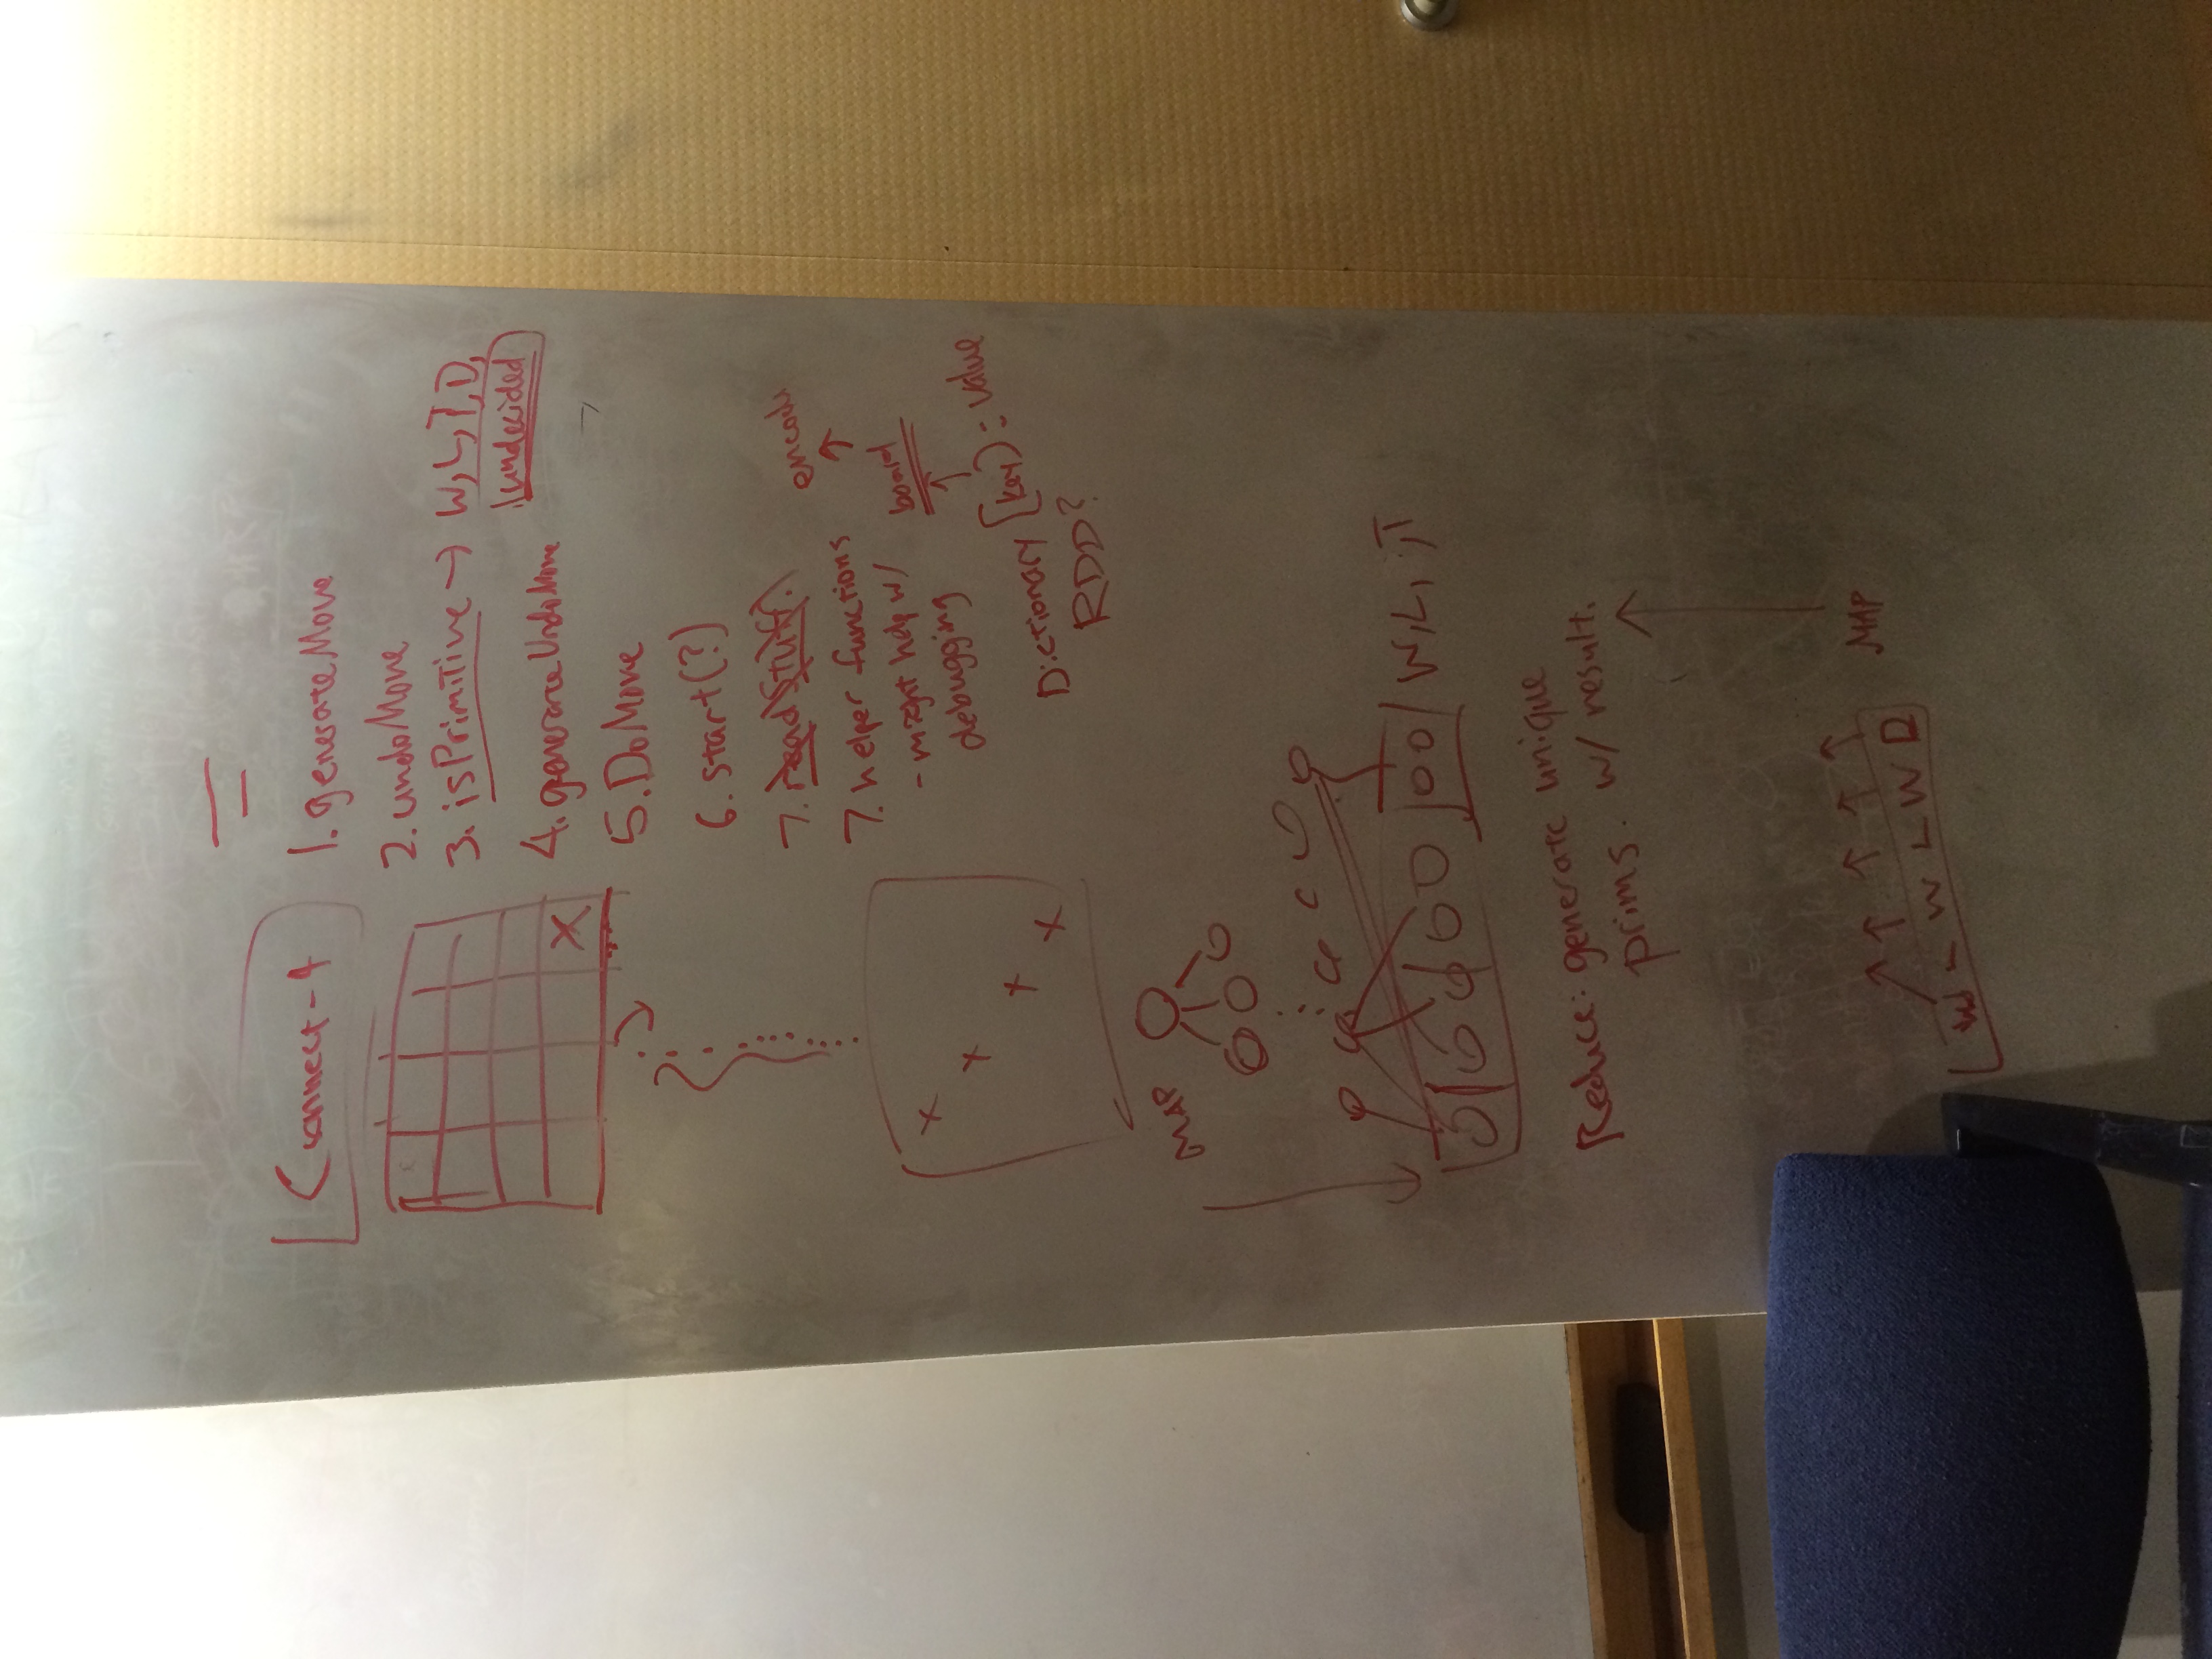 Connect-4
1. generateMove
2. undoMove
3. isPrimitive → W, L, T, D,
undecided
4. generateUndoMove
5. DoMove
6. start(?)
7. read stuff.
7. helper functions
- might help w/
debugging
encode
board
Dictionary [key] = value
RDD?
X
X
X
X
X
MAP
W, L, , T
Reduce: generate unique
prims. w/ result.
MAP
W L W L W D